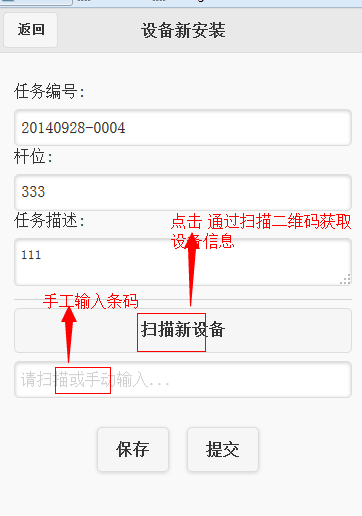 返回
设备新安装
任务编号:
20140928-0004
杆位:
333
任务描述:
点击 通过扫描二维码获取
设备信息
111
手工输入条码
扫描新设备
请扫描或手动输入...
保存
提交